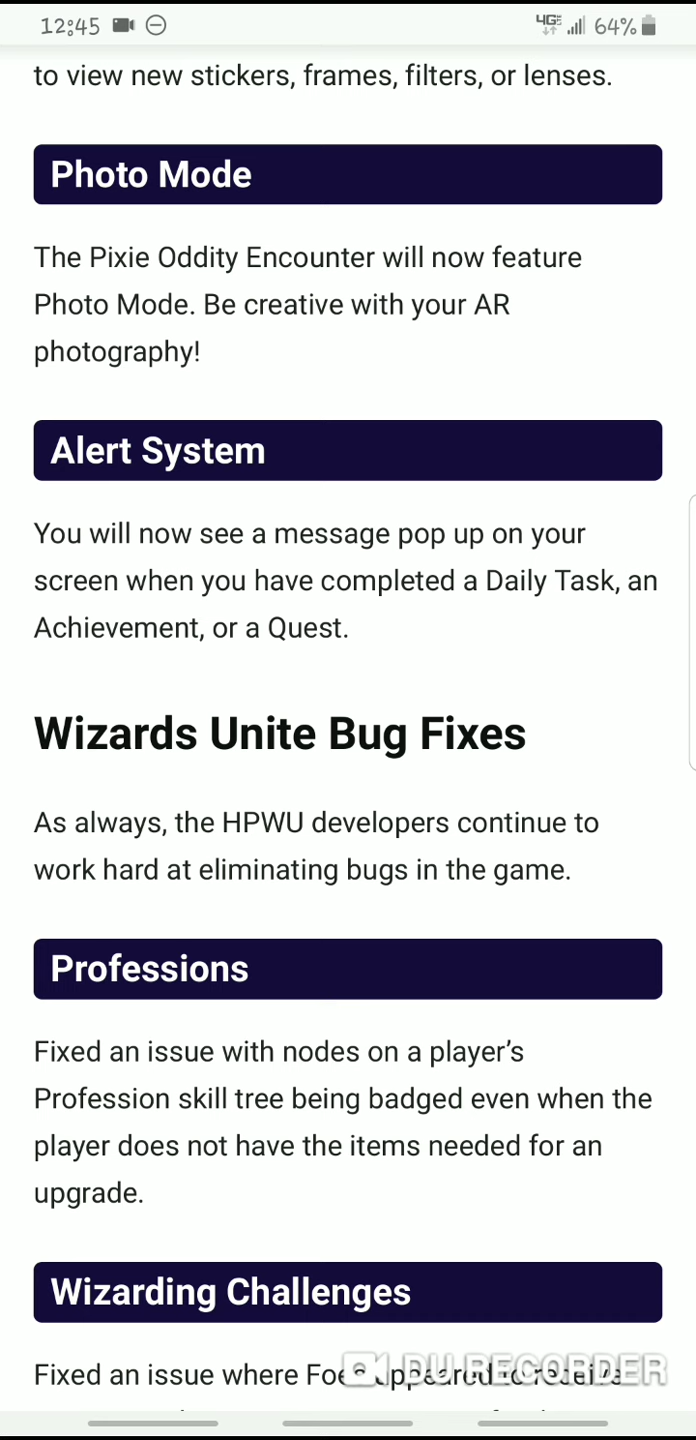 12:45 4GE 64%
to view new stickers, frames, filters, or lenses.
Photo Mode
The Pixie Oddity Encounter will now feature
Photo Mode. Be creative with your AR
photography!
Alert System
You will now see a message pop up on your
screen when you have completed a Daily Task, an
Achievement, or a Quest.
Wizards Unite Bug Fixes
As always, the HPWU developers continue to
work hard at eliminating bugs in the game.
Professions
Fixed an issue with nodes on a player’s
Profession skill tree being badged even when the
player does not have the items needed for an
upgrade.
Wizarding Challenges
Fixed an issue where Foes appeared to receive
DU RECORDER